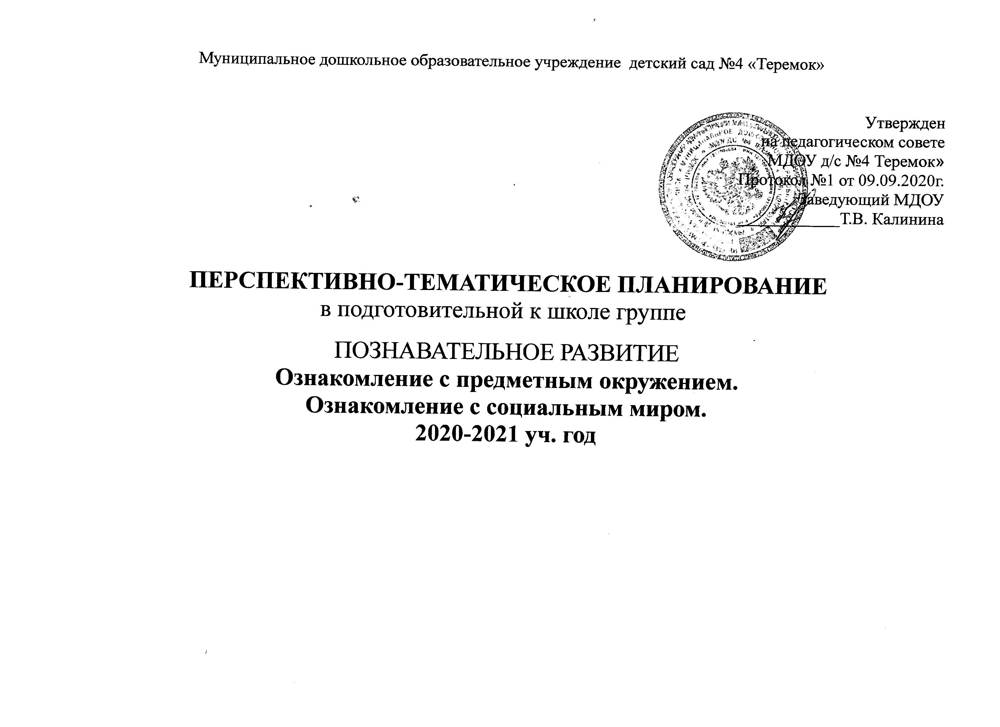 Муниципальное дошкольное образовательное учреждение детский сад №4 «Теремок»
Утвержден
на педагогическом совете
МДОУ д/с №4 Теремок»
Протокол №1 от 09.09.2020г.
Заведующий МДОУ
Т.В. Калинина
ПЕРСПЕКТИВНО-ТЕМАТИЧЕСКОЕ ПЛАНИРОВАНИЕ
в подготовительной к школе группе
ПОЗНАВАТЕЛЬНОЕ РАЗВИТИЕ
Ознакомление с предметным окружением.
Ознакомление с социальным миром.
2020-2021 уч. год